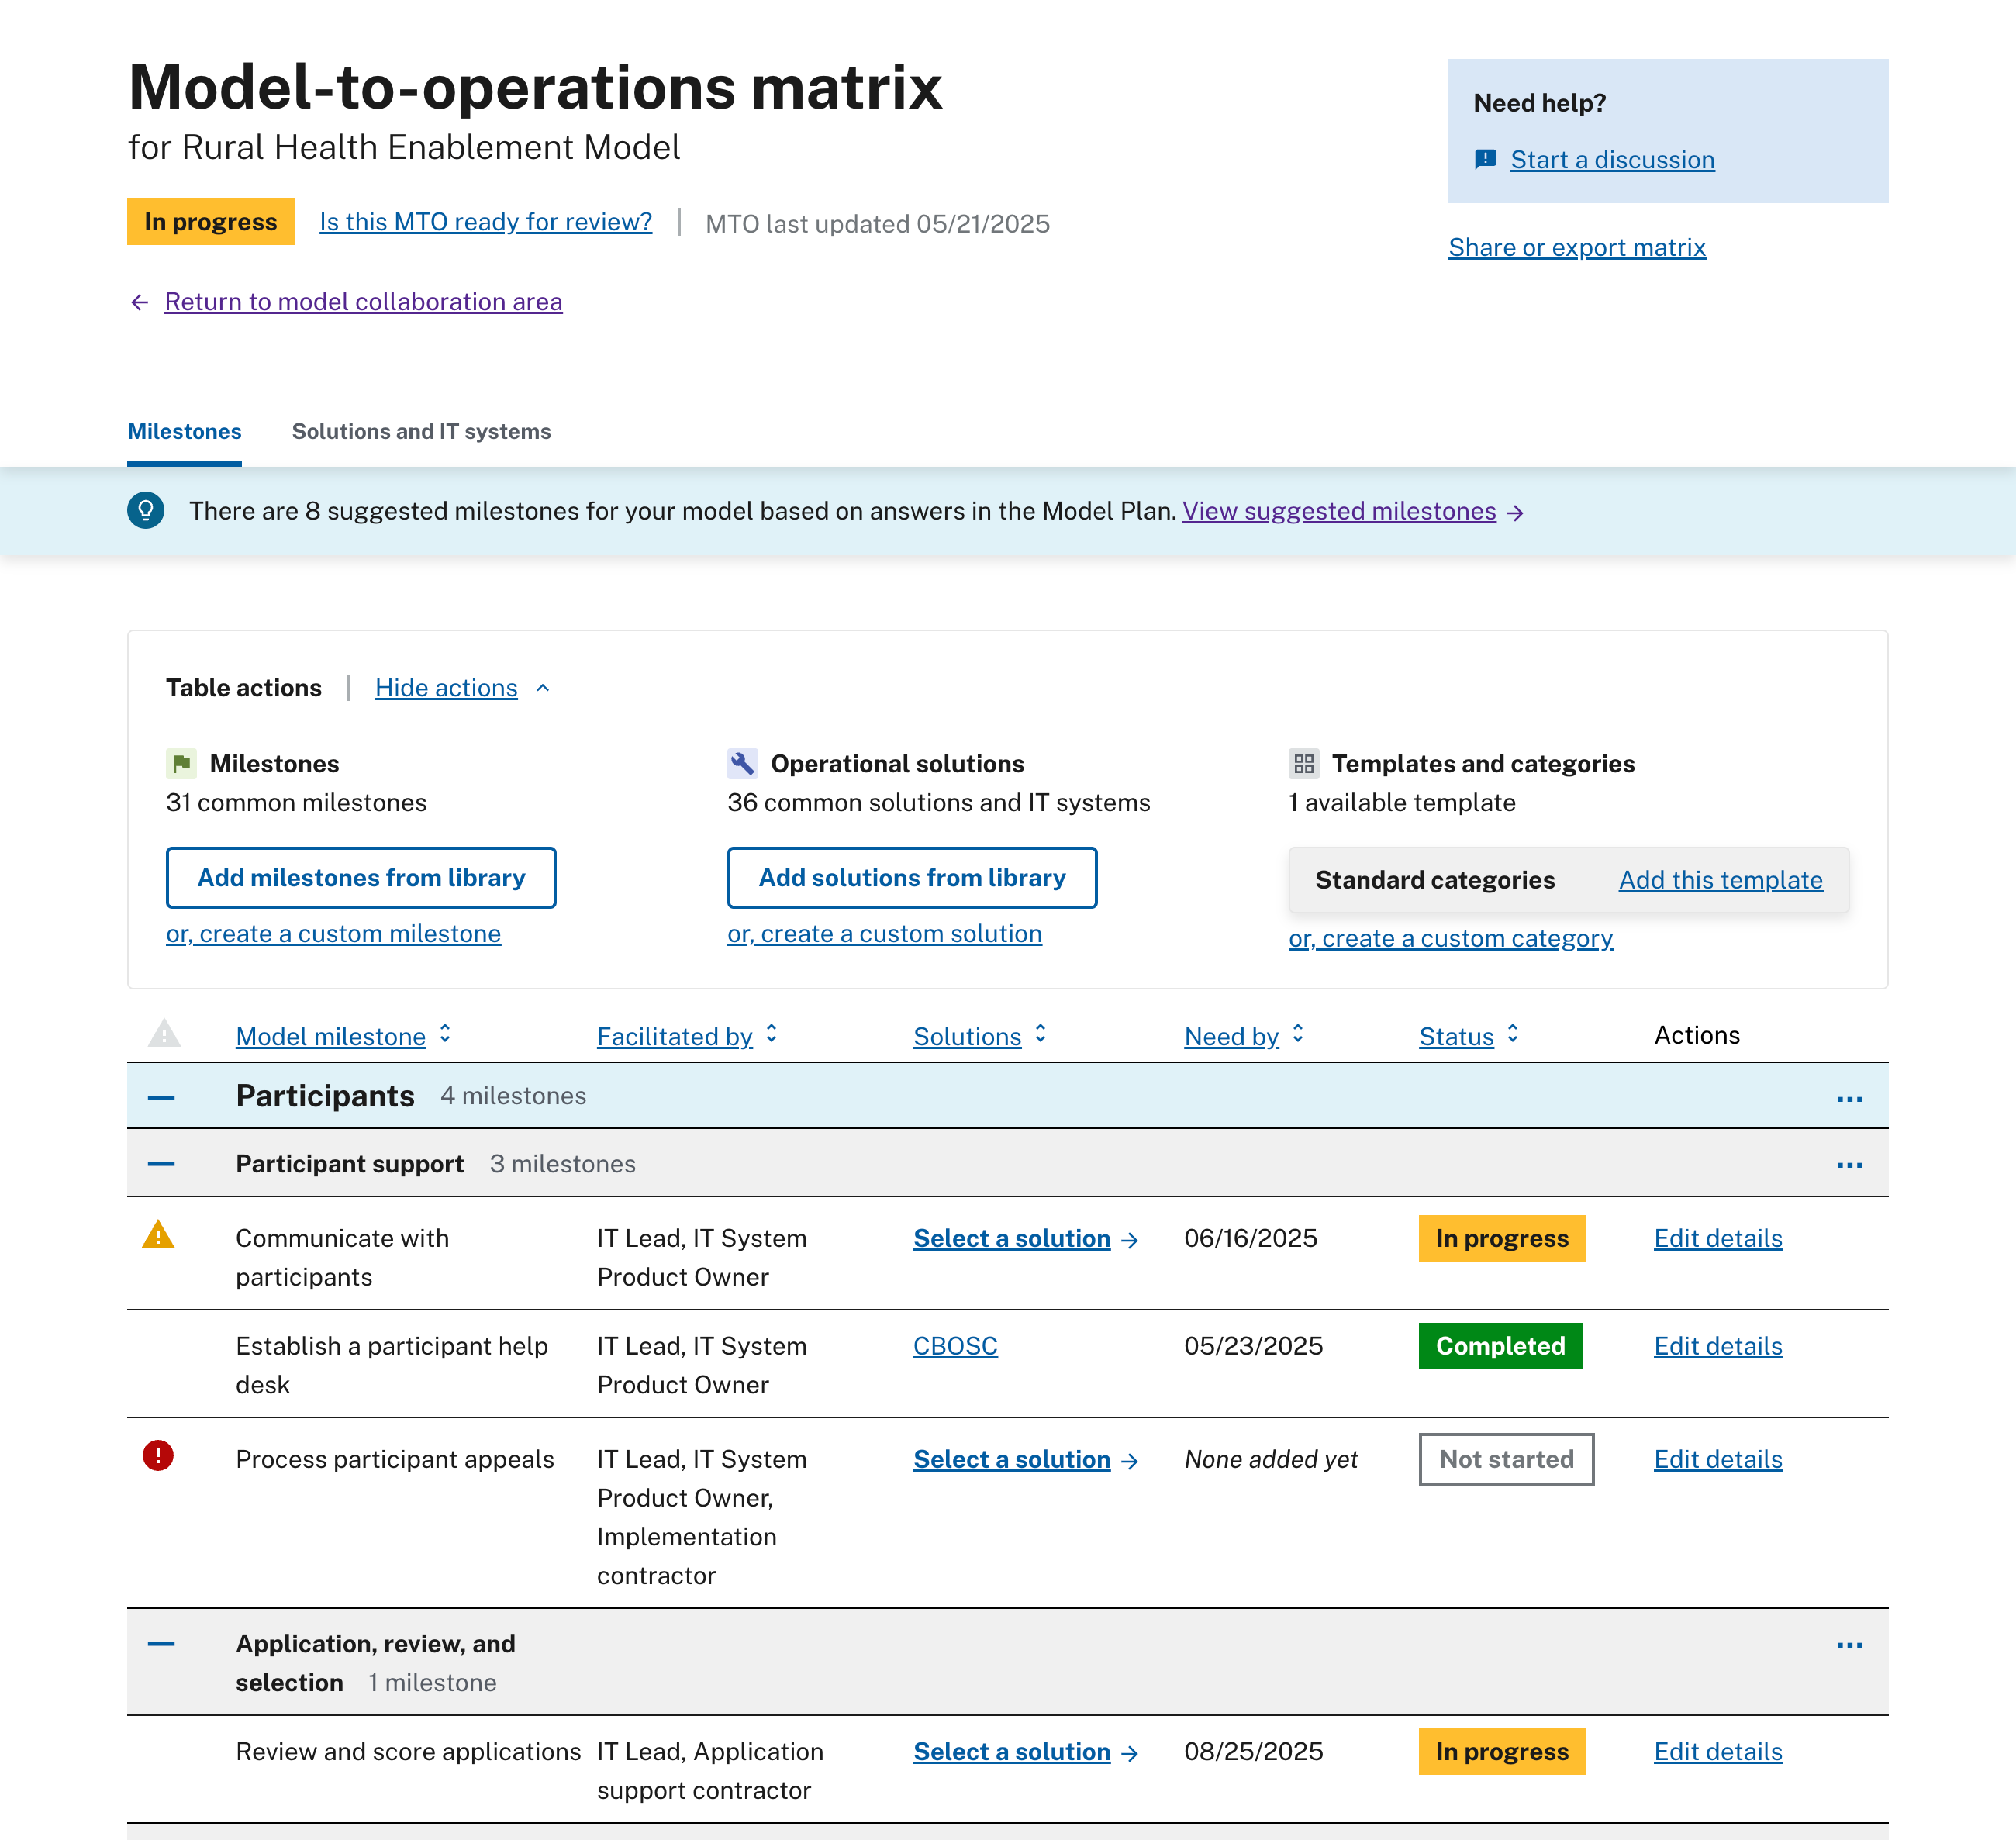 Model-to-operations matrix
for Rural Health Enablement Model
In progress Is this MTO ready for review? MTO last updated 05/21/2025
Return to model collaboration area
Need help?
Start a discussion
Share or export matrix
Milestones Solutions and IT systems
There are 8 suggested milestones for your model based on answers in the Model Plan. View suggested milestones →
Table actions Hide actions
Milestones
31 common milestones
Add milestones from library
or, create a custom milestone
Operational solutions
36 common solutions and IT systems
Add solutions from library
or, create a custom solution
Templates and categories
1 available template
Standard categories Add this template
or, create a custom category
Model milestone Facilitated by Solutions Need by Status Actions
Participants 4 milestones
Participant support 3 milestones
Communicate with participants
IT Lead, IT System
Product Owner
Select a solution → 06/16/2025 In progress Edit details
Establish a participant help
desk
IT Lead, IT System
Product Owner
CBOSC 05/23/2025 Completed Edit details
Process participant appeals
IT Lead, IT System
Product Owner,
Implementation
contractor
Select a solution → None added yet Not started Edit details
Application, review, and
selection 1 milestone
Review and score applications
IT Lead, Application
support contractor
Select a solution → 08/25/2025 In progress Edit details